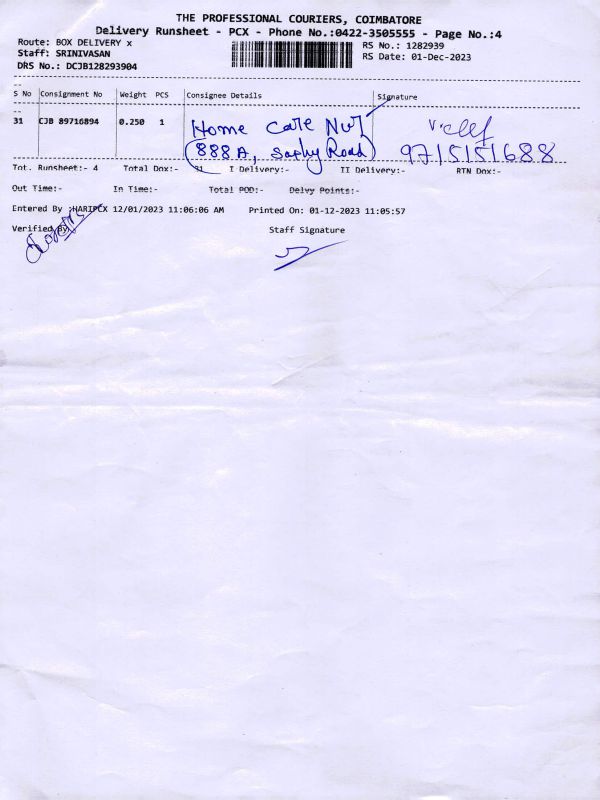 THE PROFESSIONAL COURIERS, COIMBATORE
Delivery Runsheet - PCX - Phone No.:0422-3505555 - Page No.:4
Route: BOX DELIVERY x
Staff: SRINIVASAN
DRS No.: DCJB128293904
RS No.: 1282939
RS Date: 01-Dec-2023
S No Consignment No Weight PCS Consignee Details Signature
31 CJB 89716894 0.250 1 Home Care Nur
888A, Road 9715151688
Tot. Runsheet:- 4 Total Dox:- 31 I Delivery:- II Delivery:- RTN Dox:-
Out Time:- In Time:- Total POD:- Delvy Points:-
Entered By :HARIPCX 12/01/2023 11:06:06 AM Printed On: 01-12-2023 11:05:57
Verified By Staff Signature